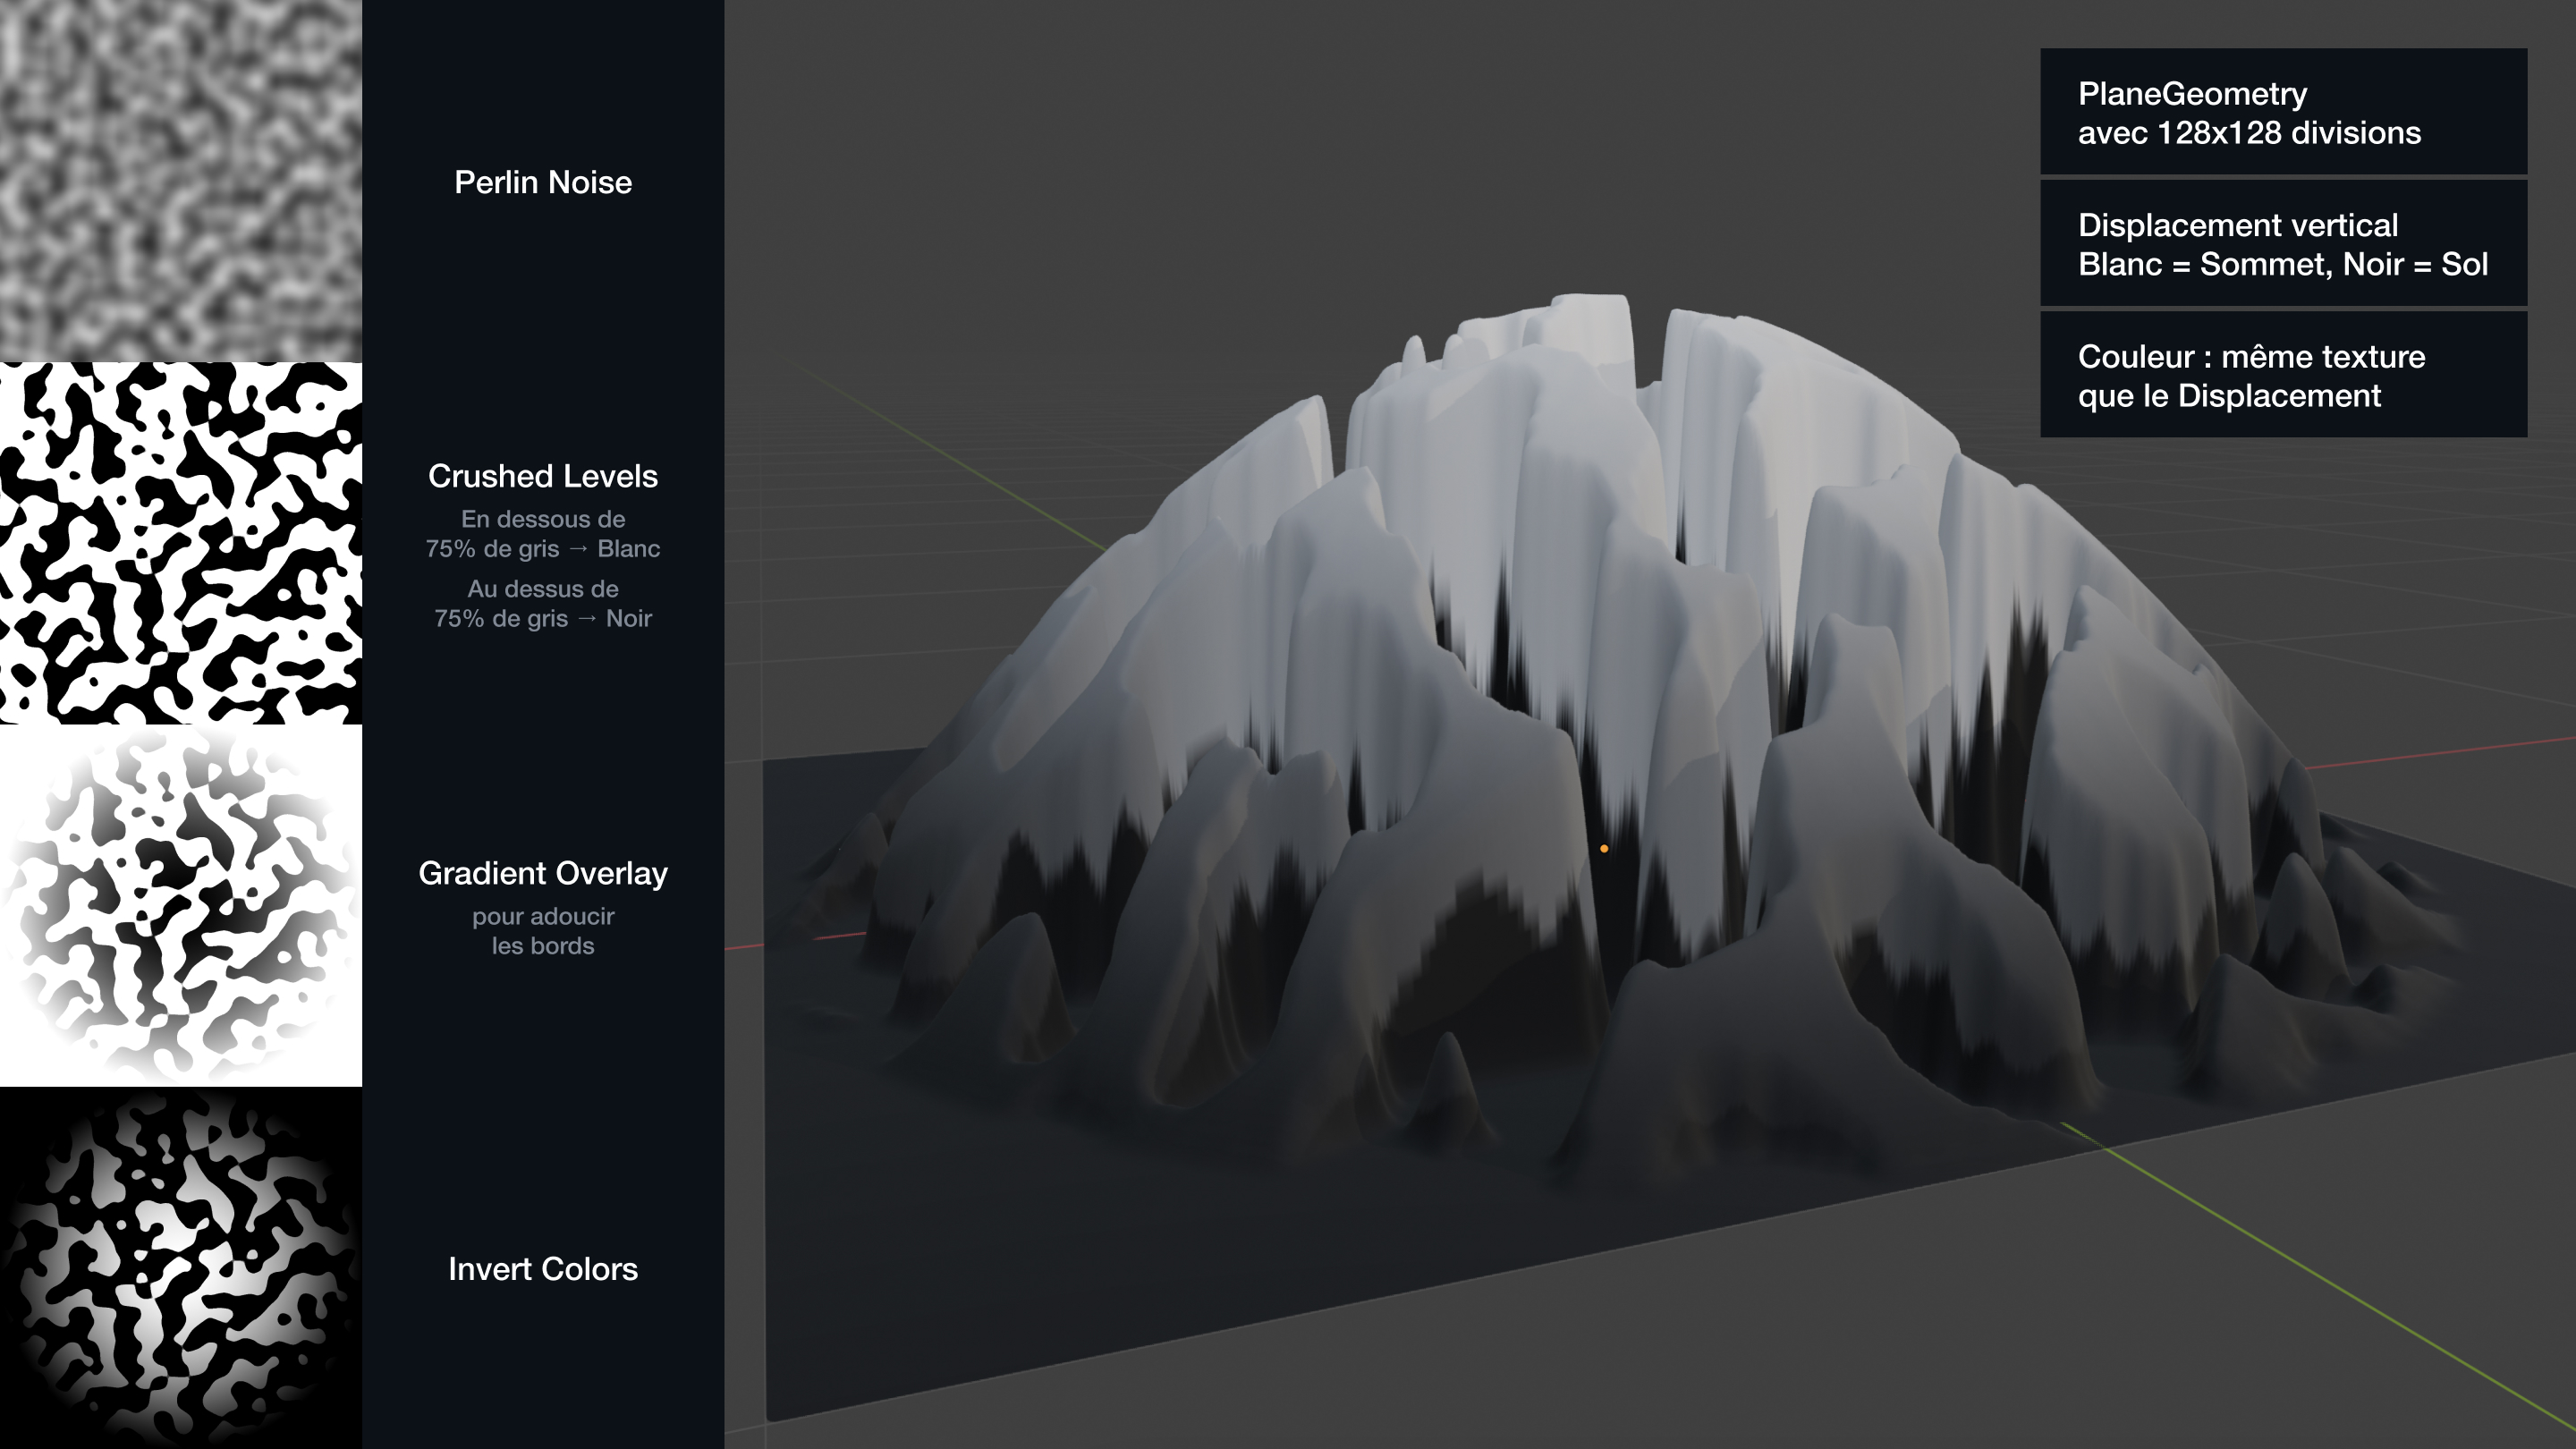 Perlin Noise
Crushed Levels
En dessous de
75% de gris → Blanc
Au dessus de
75% de gris → Noir
Gradient Overlay
pour adoucir
les bords
Invert Colors
PlaneGeometry
avec 128x128 divisions
Displacement vertical
Blanc = Sommet, Noir = Sol
Couleur : même texture
que le Displacement